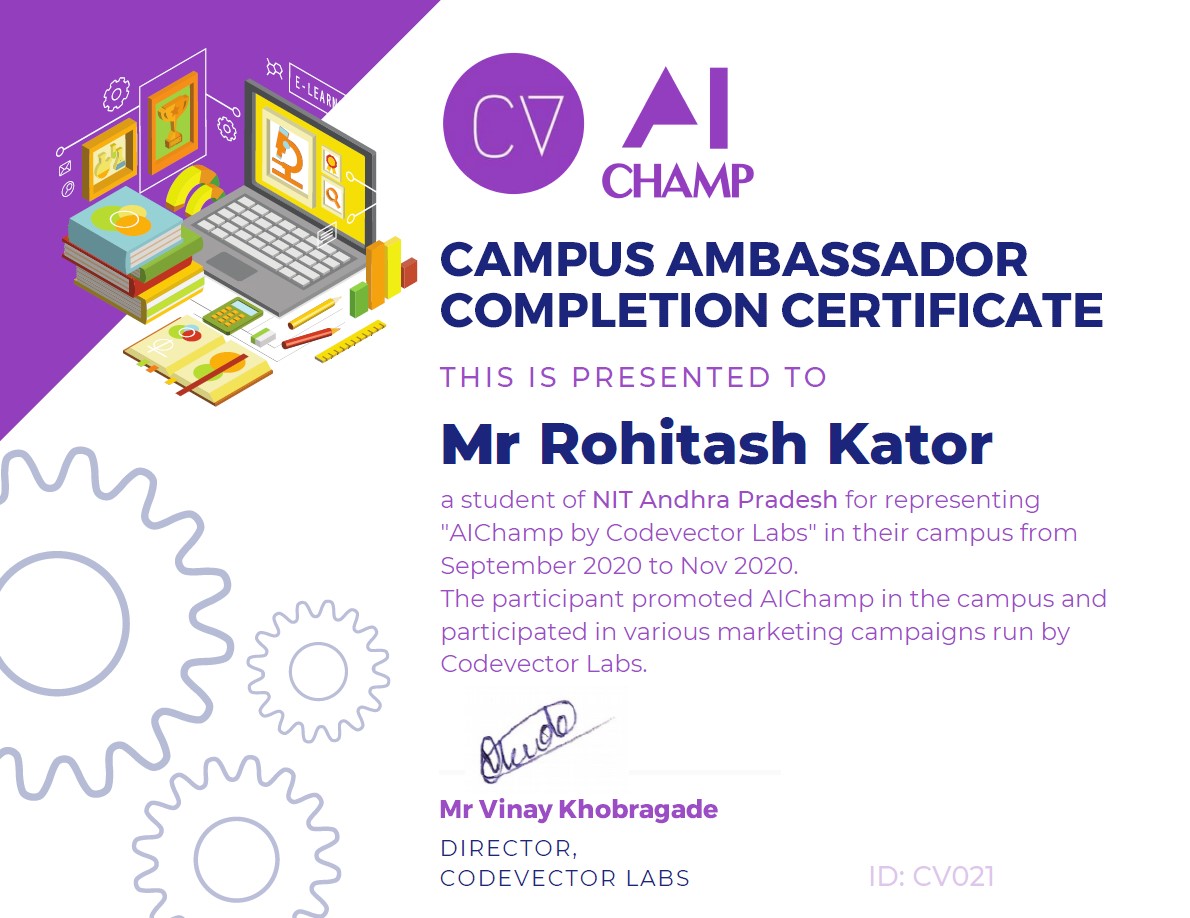 E-LEARN
CV
AI
CHAMP
CAMPUS AMBASSADOR
COMPLETION CERTIFICATE
THIS IS PRESENTED TO
Mr Rohitash Kator
a student of NIT Andhra Pradesh for representing
"AIChamp by Codevector Labs" in their campus from
September 2020 to Nov 2020.
The participant promoted AIChamp in the campus and
participated in various marketing campaigns run by
Codevector Labs.
Mr Vinay Khobragade
DIRECTOR,
CODEVECTOR LABS
ID: CV021